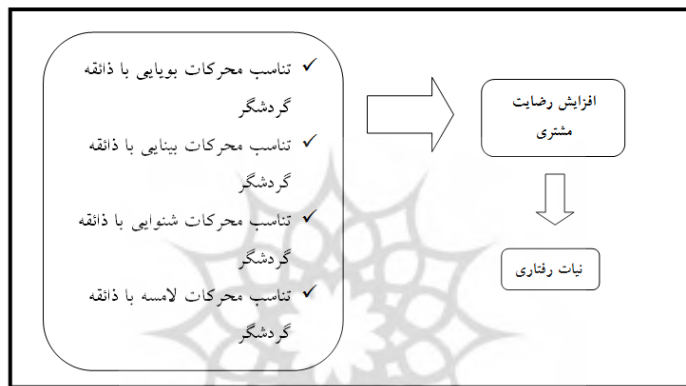 ✓ تناسب محرکات بویایی با ذائقه
گردشگر
✓ تناسب محرکات بینایی با ذائقه
گردشگر
✓ تناسب محرکات شنوایی با ذائقه
گردشگر
✓ تناسب محرکات لامسه با ذائقه
گردشگر
افزایش رضایت
مشتری
نیات رفتاری